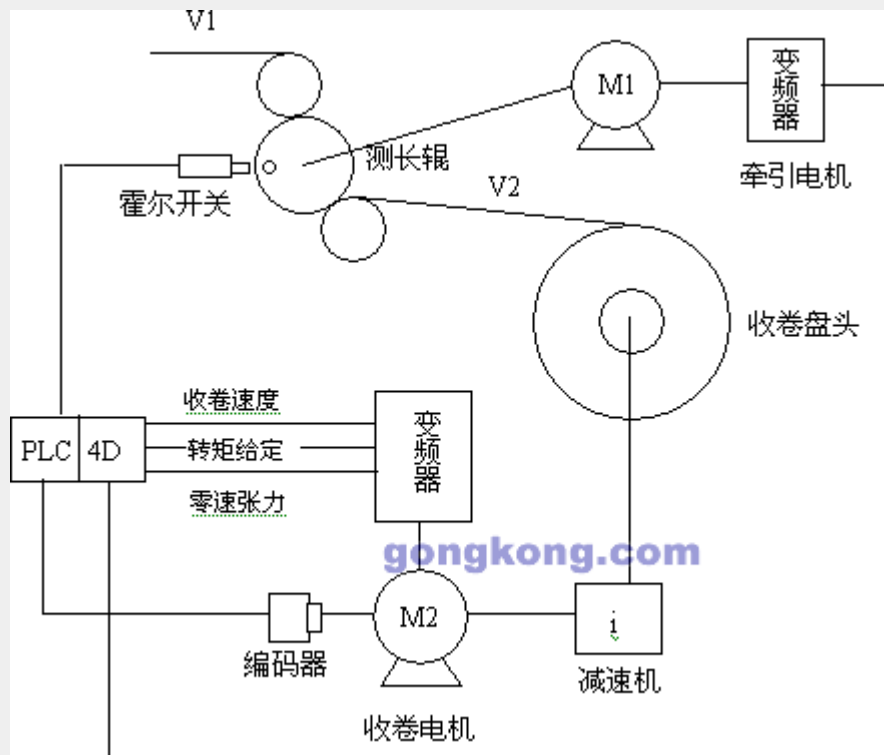 V1
M1
变频器
牵引电机
测长辊
霍尔开关
V2
收卷盘头
收卷速度
PLC 4D
转矩给定
零速张力
变频器
gongkong.com
M2
i
编码器
减速机
收卷电机